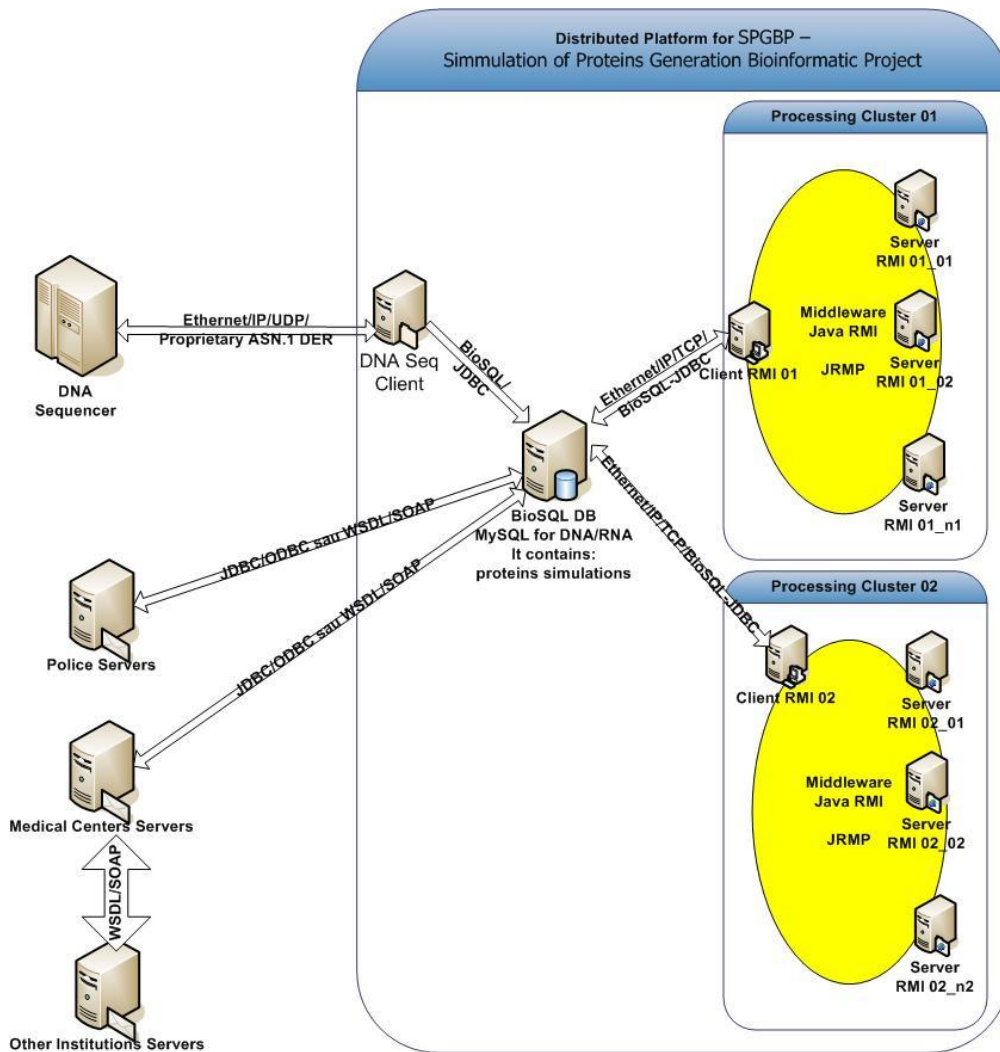 Distributed Platform for SPGBP –
Simmulation of Proteins Generation Bioinformatic Project
Processing Cluster 01
Server
RMI 01_01
Middleware
Java RMI
JRMP
Client RMI 01
Server
RMI 01_02
Server
RMI 01_n1
DNA
Sequencer
Ethernet/IP/UDP/
Proprietary ASN.1 DER
DNA Seq
Client
BioSQL/
JDBC
Ethernet/IP/TCP/
BioSQL-JDBC
BioSQL DB
MySQL for DNA/RNA
It contains:
proteins simulations
Ethernet/IP/TCP/BioSQL-JDBC
JDBC/ODBC sau WSDL/SOAP
Police Servers
JDBC/ODBC sau WSDL/SOAP
Medical Centers Servers
WSDL/SOAP
Other Institutions Servers
Processing Cluster 02
Client RMI 02
Server
RMI 02_01
Middleware
Java RMI
JRMP
Server
RMI 02_02
Server
RMI 02_n2